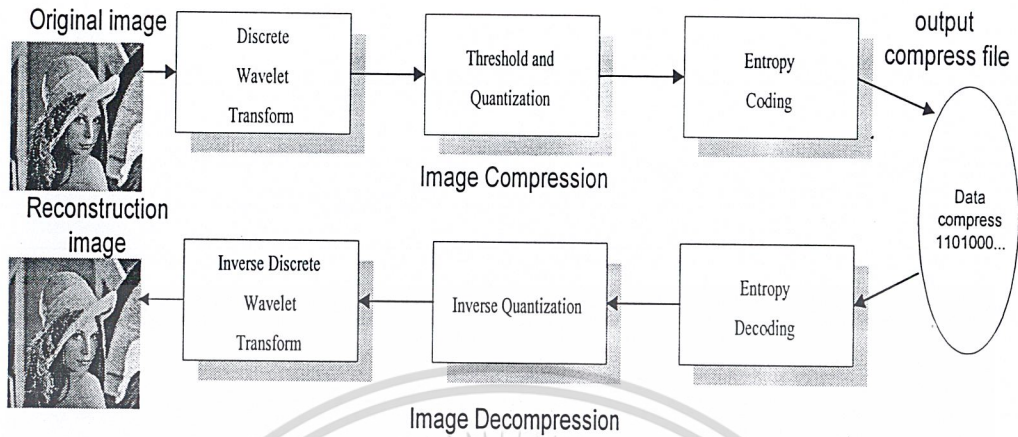 Original image
Discrete
Wavelet
Transform
Threshold and
Quantization
Entropy
Coding
output
compress file
Image Compression
Data
compress
1101000...
Reconstruction
image
Inverse Discrete
Wavelet
Transform
Inverse Quantization
Entropy
Decoding
Image Decompression